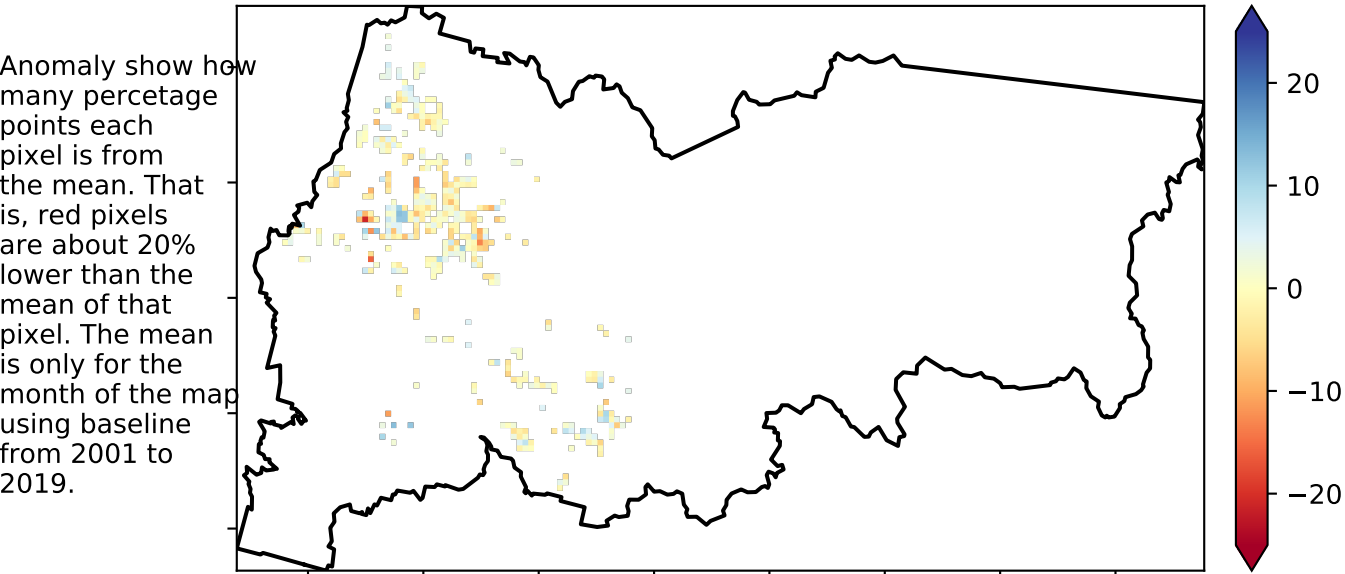 Anomaly show how
many percetage
points each
pixel is from
the mean. That
is, red pixels
are about 20%
lower than the
mean of that
pixel. The mean
is only for the
month of the map
using baseline
from 2001 to
2019.
20
10
0
−10
−20